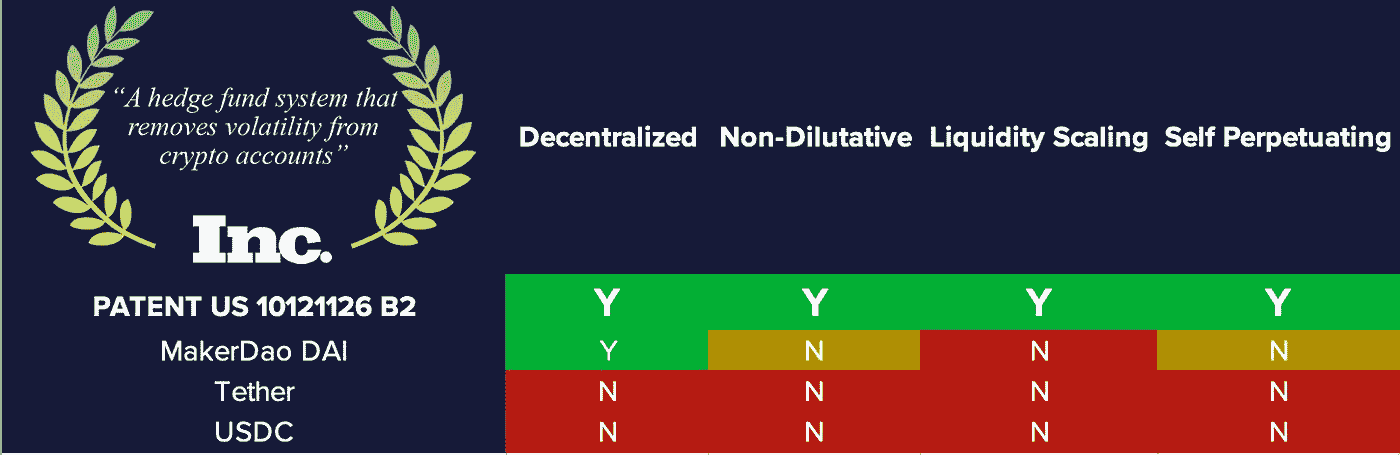 “A hedge fund system that
removes volatility from
crypto accounts”
Inc.
Decentralized Non-Dilutative Liquidity Scaling Self Perpetuating
PATENT US 10121126 B2 Y Y Y Y
MakerDao DAI Y N N N
Tether N N N N
USDC N N N N